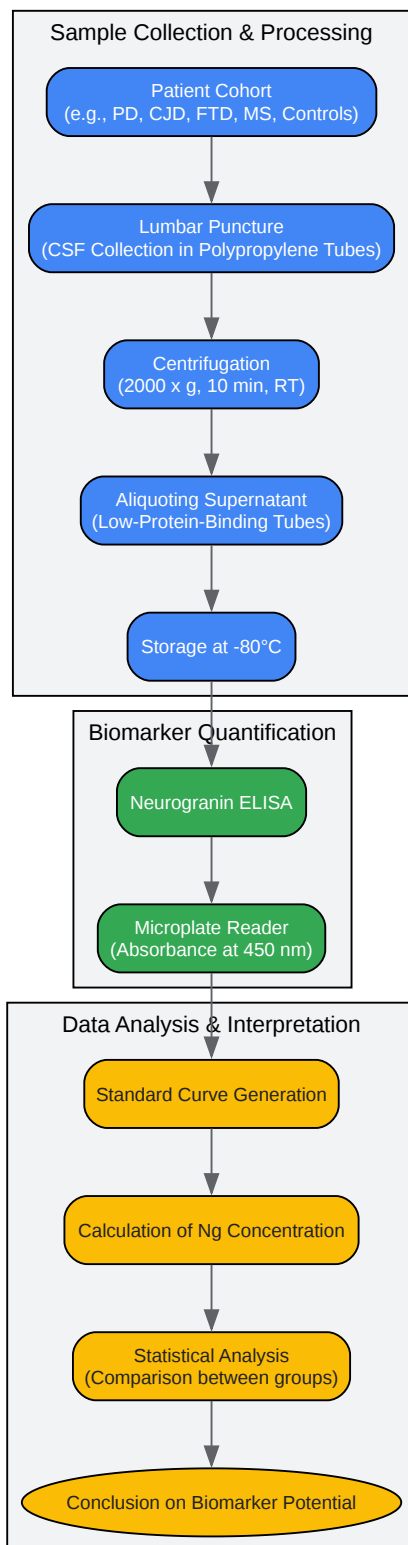 Sample Collection & Processing
Patient Cohort
(e.g., PD, CJD, FTD, MS, Controls)
Lumbar Puncture
(CSF Collection in Polypropylene Tubes)
Centrifugation
(2000 x g, 10 min, RT)
Aliquoting Supernatant
(Low-Protein-Binding Tubes)
Storage at -80°C
Biomarker Quantification
Neurogranin ELISA
Microplate Reader
(Absorbance at 450 nm)
Data Analysis & Interpretation
Standard Curve Generation
Calculation of Ng Concentration
Statistical Analysis
(Comparison between groups)
Conclusion on Biomarker Potential